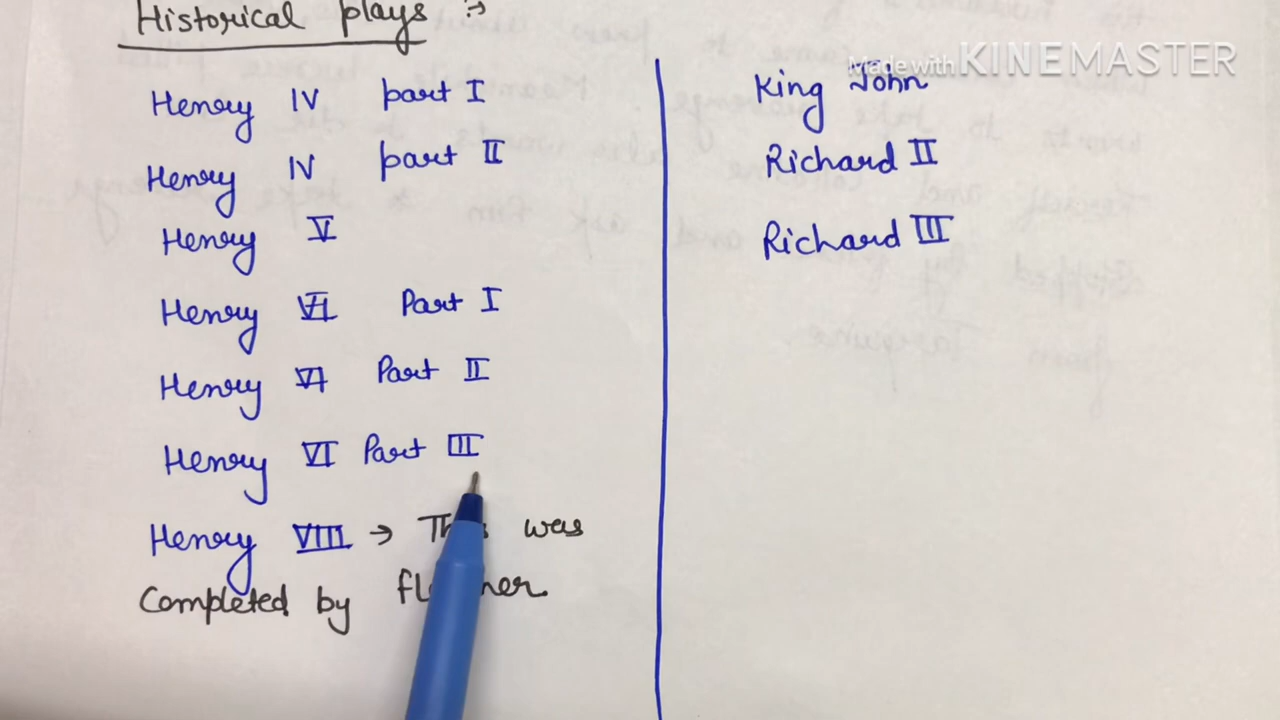 Historical plays :-
Henry IV part I
Henry IV part II
Henry V
Henry VI Part I
Henry VI Part II
Henry VI Part III
Henry VIII → was
Completed by
King John
Richard II
Richard III
Made with KINEMASTER